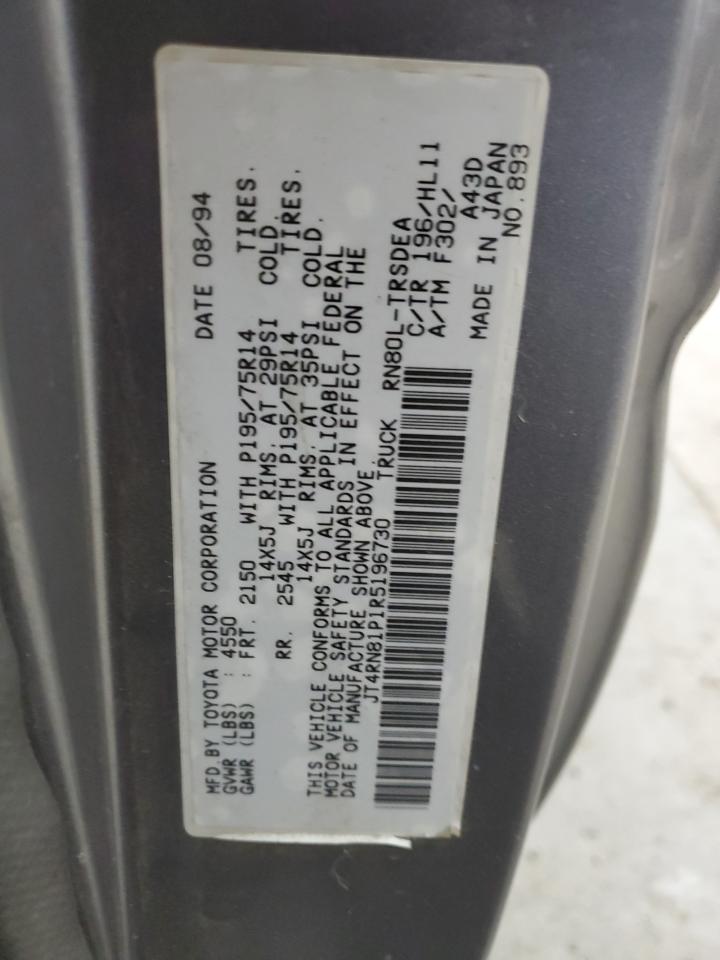 MFD. BY TOYOTA MOTOR CORPORATION DATE 08/94
GVWR (LBS) : 4550
GAWR (LBS) : FRT. 2150 WITH P195/75R14 TIRES.
14X5J RIMS. AT 29PSI COLD.
RR. 2545 WITH P195/75R14 TIRES.
14X5J RIMS. AT 35PSI COLD.
THIS VEHICLE CONFORMS TO ALL APPLICABLE FEDERAL
MOTOR VEHICLE SAFETY STANDARDS IN EFFECT ON THE
DATE OF MANUFACTURE SHOWN ABOVE.
JT4RN81P1R5196730 TRUCK RN80L-TRSDEA
C/TR 196/HL11
A/TM F302/
A43D
MADE IN JAPAN
NO.893